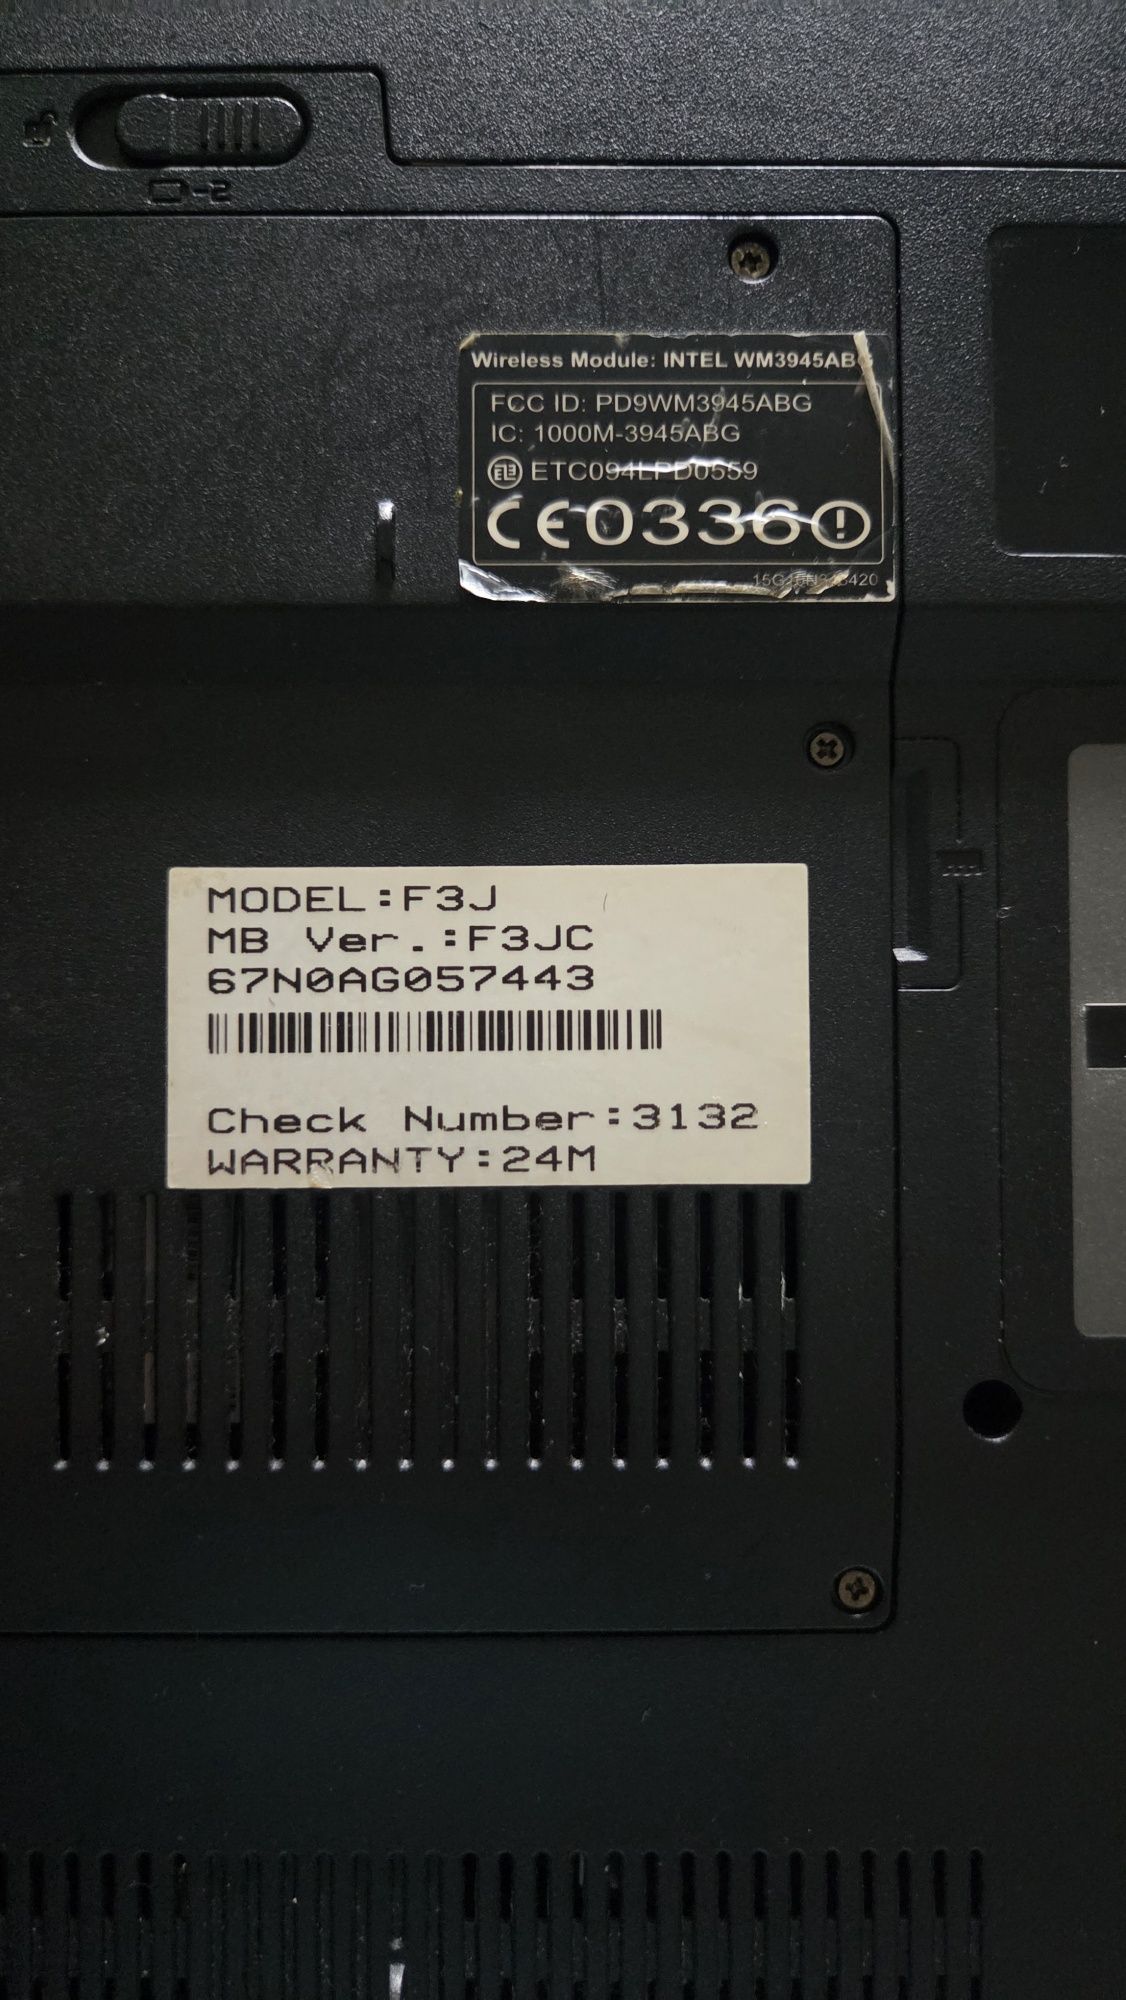 2
Wireless Module: INTEL WM3945ABG
FCC ID: PD9WM3945ABG
IC: 1000M-3945ABG
ETC094LPD0559
CE0336
MODEL:F3J
MB Ver.:F3JC
67N0AG057443
Check Number:3132
WARRANTY:24M